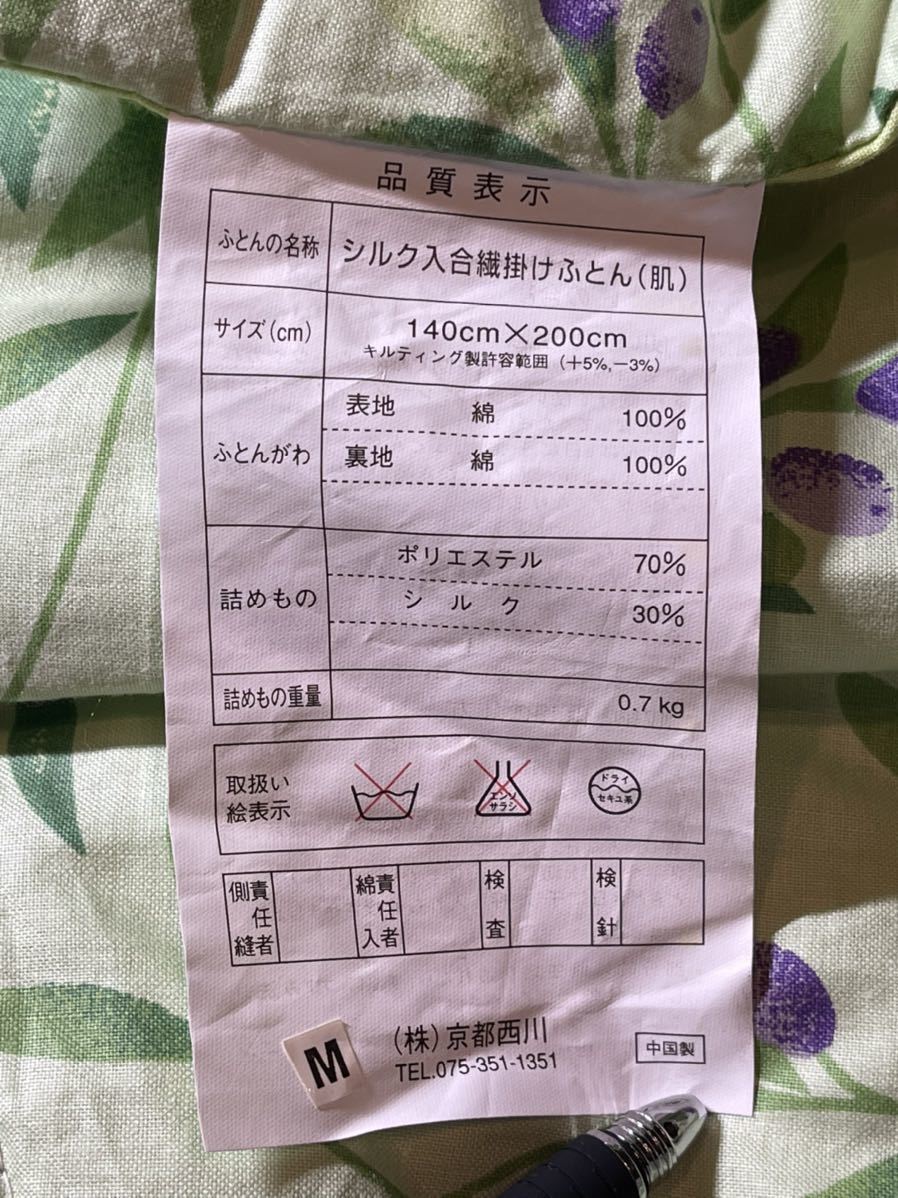 品質表示
ふとんの名称 シルク入合繊掛けふとん（肌）
サイズ（cm） 140cm×200cm
キルティング製許容範囲（＋5%,−3%）
ふとんがわ
表地 綿 100%
裏地 綿 100%
詰めもの
ポリエステル 70%
シルク 30%
詰めもの重量 0.7 kg
取扱い
絵表示
エンソ
サラシ
ドライ
セキユ系
側責
任
縫者
綿責
任
入者
検
査
検
針
M
（株）京都西川
TEL.075-351-1351
中国製